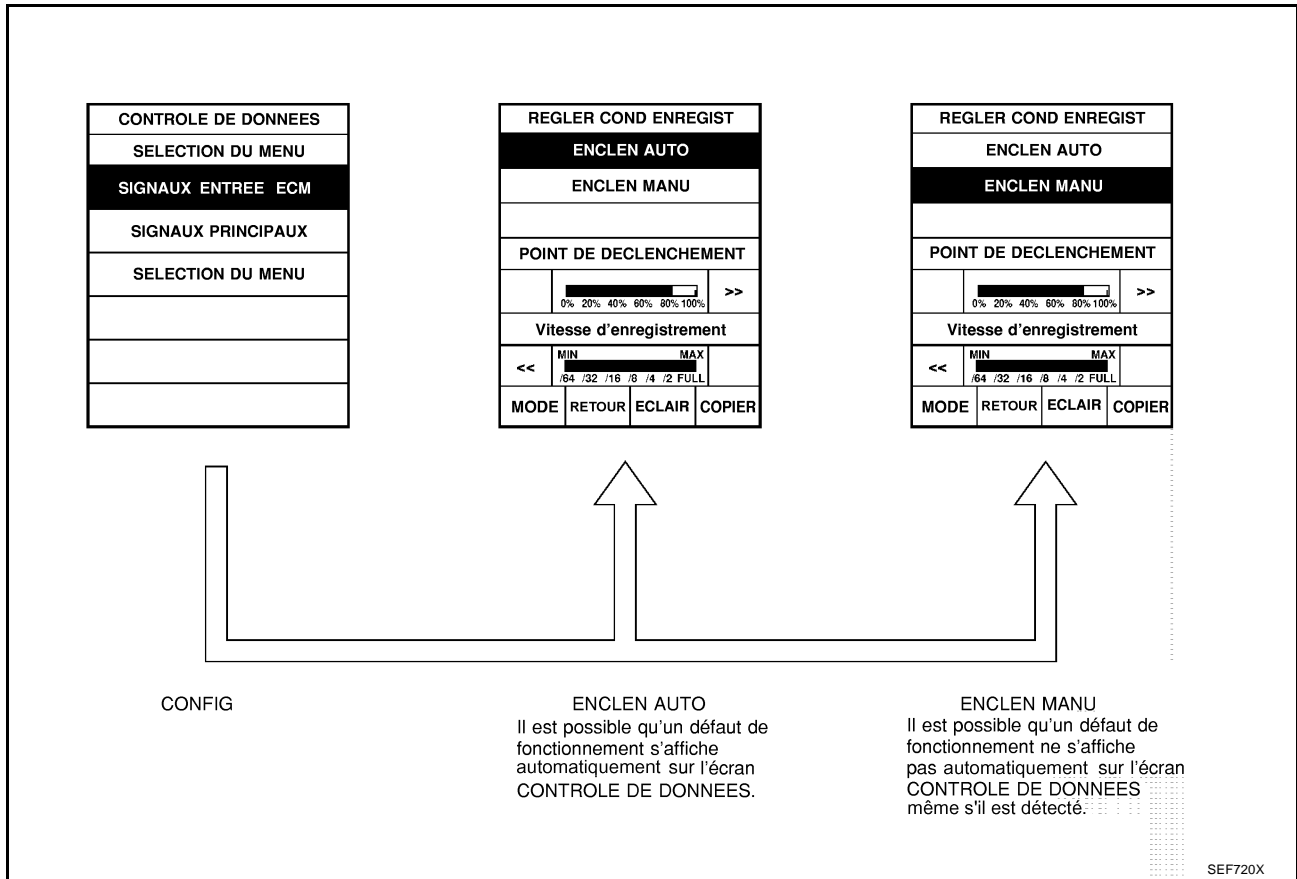 CONTROLE DE DONNEES
SELECTION DU MENU
SIGNAUX ENTREE ECM
SIGNAUX PRINCIPAUX
SELECTION DU MENU
REGLER COND ENREGIST
ENCLEN AUTO
ENCLEN MANU
POINT DE DECLENCHEMENT
>>
0% 20% 40% 60% 80% 100%
Vitesse d'enregistrement
MIN MAX
<<
/64 /32 /16 /8 /4 /2 FULL
MODE RETOUR ECLAIR COPIER
REGLER COND ENREGIST
ENCLEN AUTO
ENCLEN MANU
POINT DE DECLENCHEMENT
>>
0% 20% 40% 60% 80% 100%
Vitesse d'enregistrement
MIN MAX
<<
/64 /32 /16 /8 /4 /2 FULL
MODE RETOUR ECLAIR COPIER
CONFIG
ENCLEN AUTO
Il est possible qu'un défaut de
fonctionnement s'affiche
automatiquement sur l'écran
CONTROLE DE DONNEES.
ENCLEN MANU
Il est possible qu'un défaut de
fonctionnement ne s'affiche
pas automatiquement sur l'écran
CONTROLE DE DONNEES
même s'il est détecté.
SEF720X